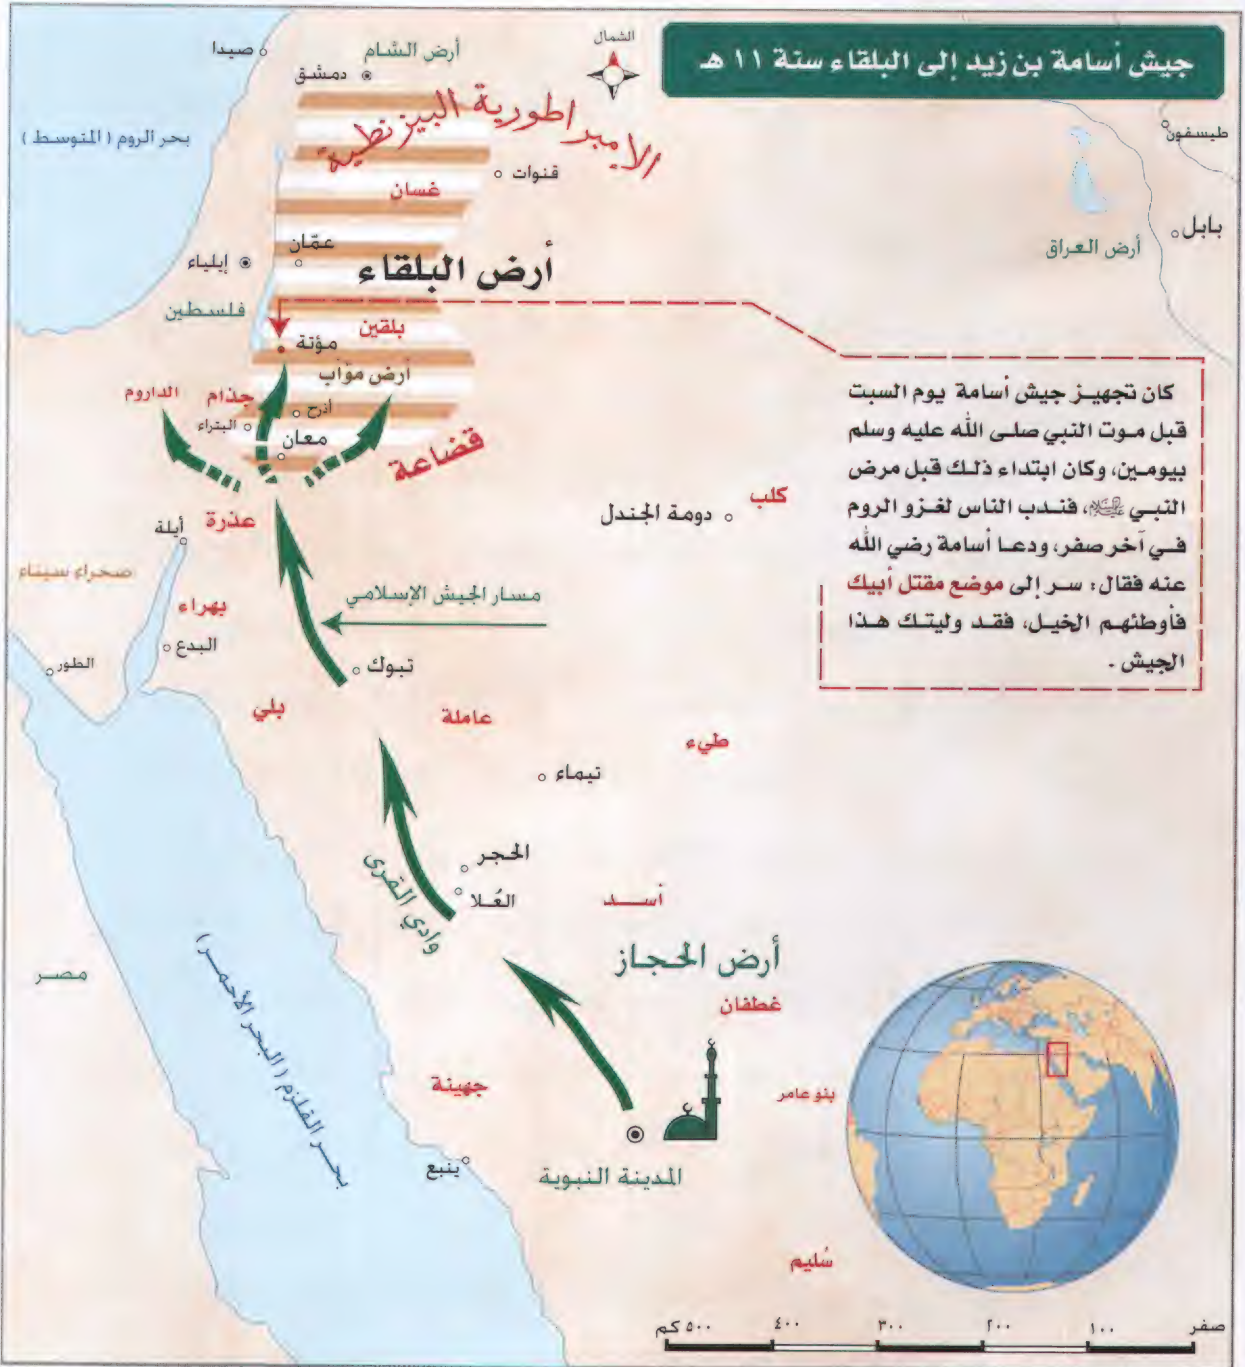 جيش أسامة بن زيد إلى البلقاء سنة ١١ هـ
الشمال
أرض الشام
صيدا
دمشق
الامبراطورية البيزنطية
بحر الروم ( المتوسط )
طيسفون
قنوات
غسان
بابل
أرض العراق
عمّان
إيلياء
أرض البلقاء
فلسطين
بلقين
مؤتة
أرض مؤاب
الداروم
جذام
أذرح
البتراء
معان
قضاعة
كان تجهيز جيش أسامة يوم السبت
قبل موت النبي صلى الله عليه وسلم
بيومين، وكان ابتداء ذلك قبل مرض
النبي ﷺ، فندب الناس لغزو الروم
في آخر صفر، ودعا أسامة رضي الله
عنه فقال: سر إلى موضع مقتل أبيك
فأوطئهم الخيل، فقد وليتك هذا
الجيش .
كلب
دومة الجندل
عذرة
أيلة
صحراء سيناء
مسار الجيش الإسلامي
بهراء
البدع
الطور
تبوك
بلي
عاملة
طيء
تيماء
الحجر
العُلا
وادي القرى
أســـد
أرض الحجاز
مصـر
غطفان
بحـر القلزم ( البحر الأحمـر )
جهينة
بنو عامر
ينبع
المدينة النبوية
سُليم
صفر ١٠٠ ٢٠٠ ٣٠٠ ٤٠٠ ٥٠٠ كم